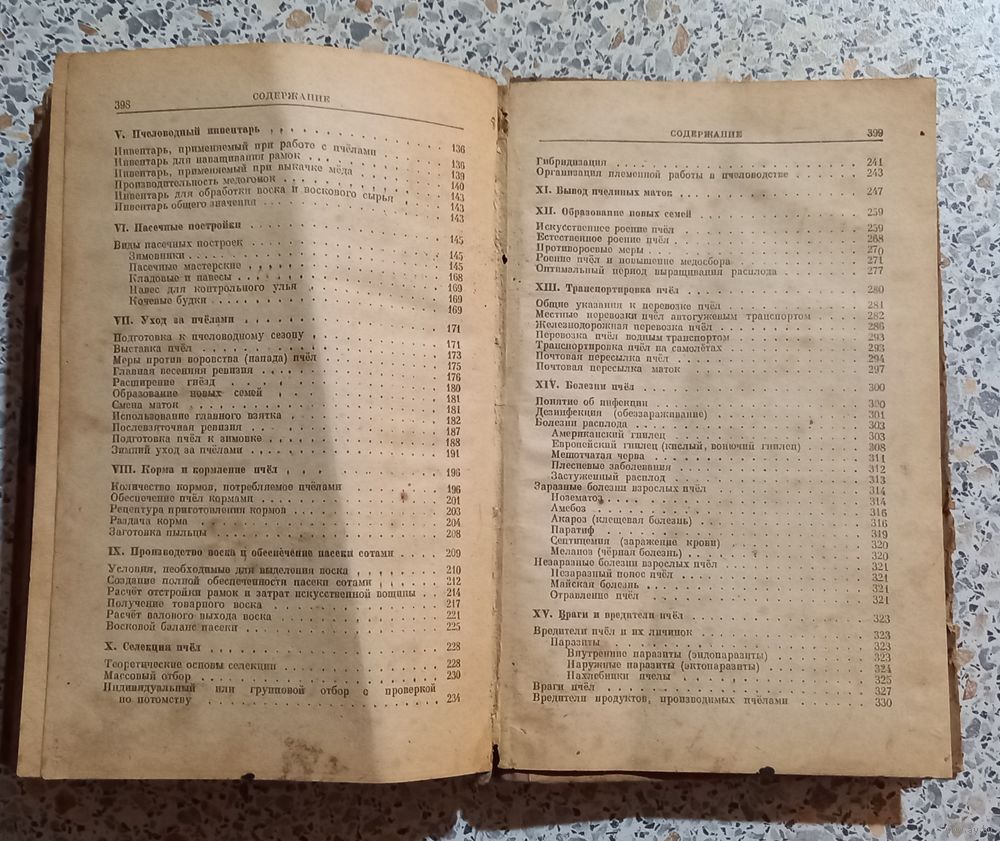 398
СОДЕРЖАНИЕ
V. Пчеловодный инвентарь 136
Инвентарь, применяемый при работе с пчёлами 136
Инвентарь для наващивания рамок 139
Инвентарь, применяемый при выкачке мёда 140
Производительность медогонок 143
Инвентарь для обработки воска и воскового сырья 143
Инвентарь общего значения 143
VI. Пасечные постройки 145
Виды пасечных построек 145
Зимовники 145
Пасечные мастерские 168
Кладовые и навесы 169
Навес для контрольного улья 169
Кочевые будки 169
VII. Уход за пчёлами 171
Подготовка к пчеловодному сезону 171
Выставка пчёл 173
Меры против воровства (напада) пчёл 175
Главная весенняя ревизия 176
Расширение гнёзд 180
Образование новых семей 181
Смена маток 181
Использование главного взятка 182
Послевзяточная ревизия 187
Подготовка пчёл к зимовке 188
Зимний уход за пчёлами 191
VIII. Корма и кормление пчёл 196
Количество кормов, потребляемое пчёлами 196
Обеспечение пчёл кормами 201
Рецептура приготовления кормов 203
Раздача корма 204
Заготовка пыльцы 208
IX. Производство воска и обеспечение пасеки сотами 209
Условия, необходимые для выделения воска 210
Создание полной обеспеченности пасеки сотами 212
Расчёт отстройки рамок и затрат искусственной вощины 214
Получение товарного воска 217
Расчёт валового выхода воска 221
Восковой баланс пасеки 225
X. Селекция пчёл 228
Теоретические основы селекции 228
Массовый отбор 230
Индивидуальный или групповой отбор с проверкой
по потомству 234
СОДЕРЖАНИЕ
399
Гибридизация 241
Организация племенной работы в пчеловодстве 243
XI. Вывод пчелиных маток 247
XII. Образование новых семей 259
Искусственное роение пчёл 259
Естественное роение пчёл 268
Противороевые меры 270
Роение пчёл и повышение медосбора 271
Оптимальный период выращивания расплода 277
XIII. Транспортировка пчёл 280
Общие указания к перевозке пчёл 281
Местные перевозки пчёл автогужевым транспортом 282
Железнодорожная перевозка пчёл 286
Перевозка пчёл водным транспортом 293
Транспортировка пчёл на самолётах 293
Почтовая пересылка пчёл 294
Почтовая пересылка маток 297
XIV. Болезни пчёл 300
Понятие об инфекции 300
Дезинфекция (обеззараживание) 301
Болезни расплода 303
Американский гнилец 303
Европейский гнилец (кислый, вонючий гнилец) 308
Мешотчатая черва 311
Плесневые заболевания 312
Застуженный расплод 313
Заразные болезни взрослых пчёл 314
Нозематоз 314
Амебоз 316
Акароз (клещевая болезнь) 316
Паратиф 319
Септицемия (заражение крови) 320
Меланоз (чёрная болезнь) 320
Незаразные болезни взрослых пчёл 321
Незаразный понос пчёл 321
Майская болезнь 321
Отравление пчёл 321
XV. Враги и вредители пчёл 323
Вредители пчёл и их личинок 323
Паразиты 323
Внутренние паразиты (эндопаразиты) 323
Наружные паразиты (эктопаразиты) 324
Нахлебники пчелы 325
Враги пчёл 327
Вредители продуктов, производимых пчёлами 330